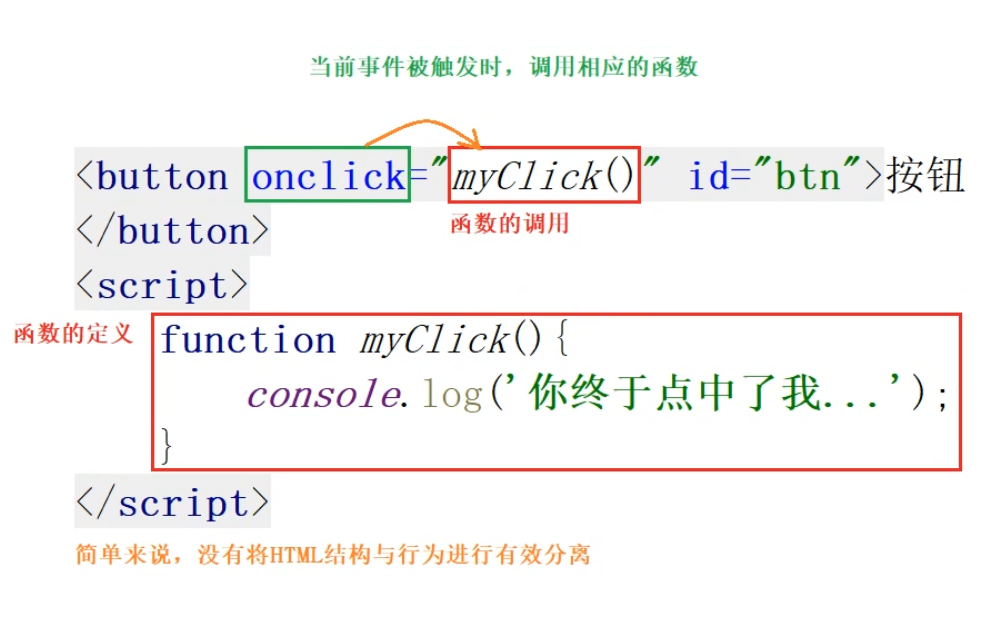 当前事件被触发时，调用相应的函数
<button onclick="myClick()" id="btn">按钮
函数的调用
</button>
<script>
函数的定义
function myClick(){
console.log('你终于点中了我...');
}
</script>
简单来说，没有将HTML结构与行为进行有效分离